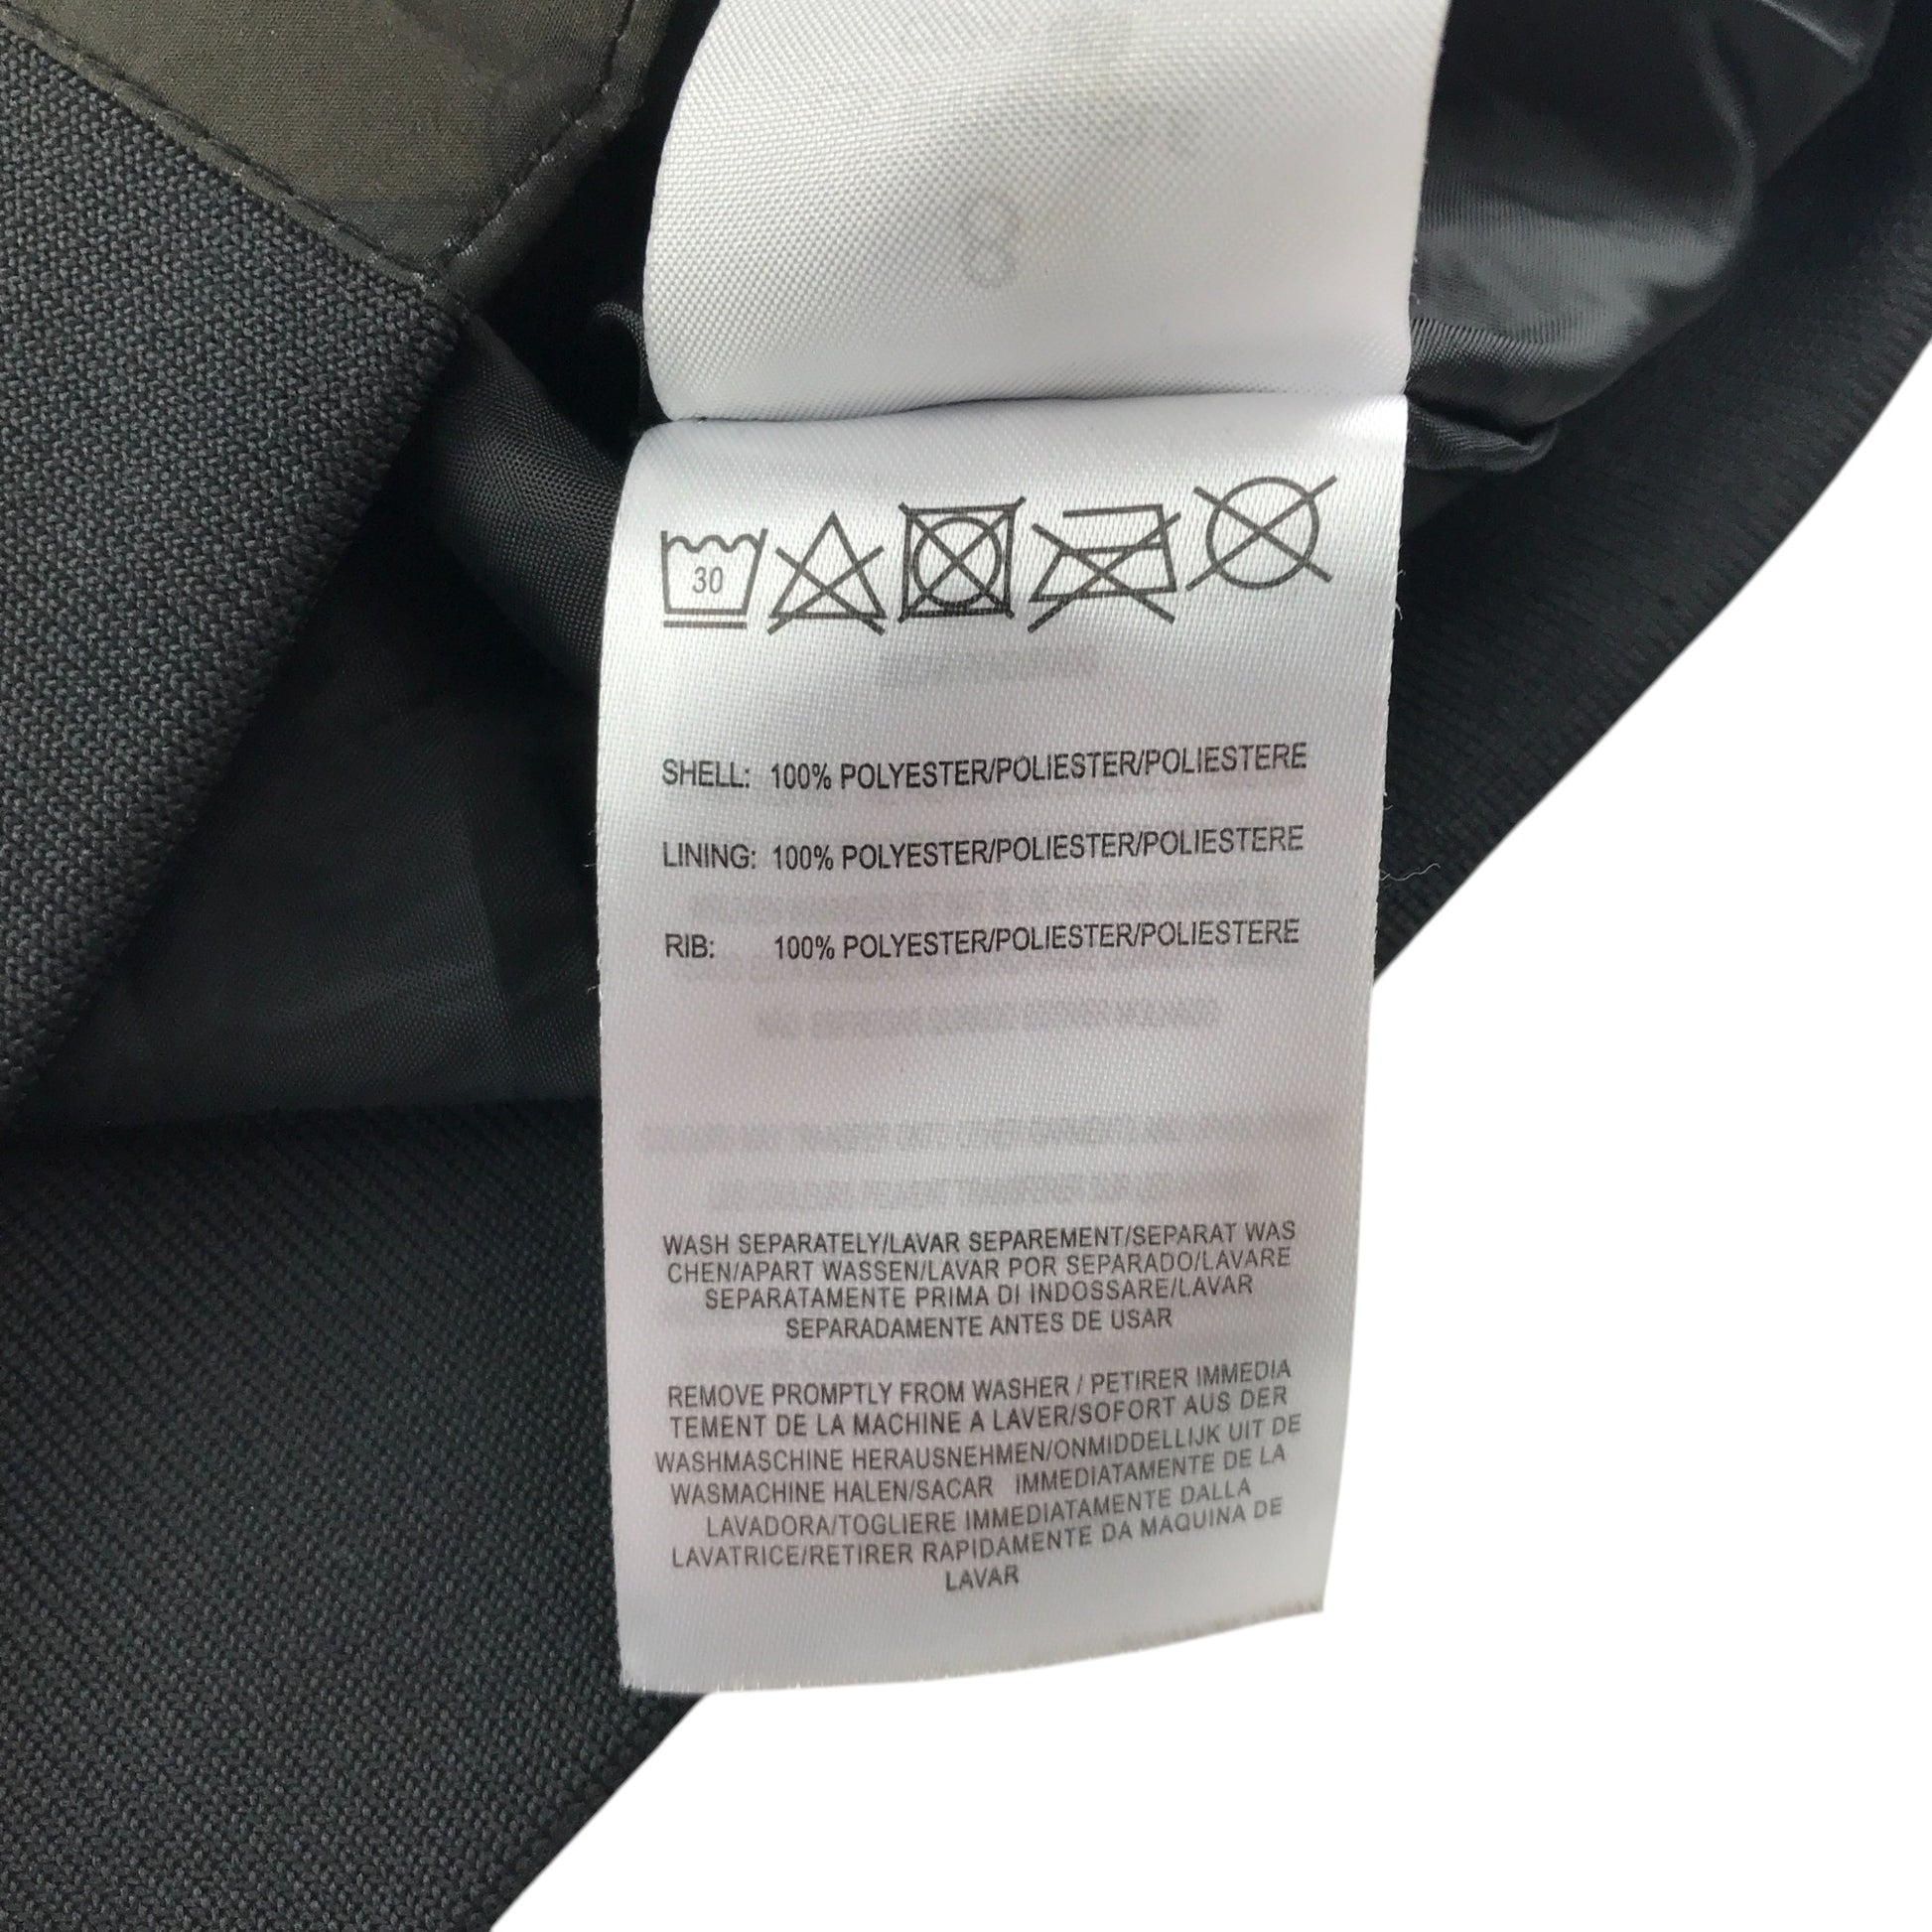 8
30
SHELL: 100% POLYESTER/POLIESTER/POLIESTERE
LINING: 100% POLYESTER/POLIESTER/POLIESTERE
RIB: 100% POLYESTER/POLIESTER/POLIESTERE
WASH SEPARATELY/LAVAR SEPAREMENT/SEPARAT WAS
CHEN/APART WASSEN/LAVAR POR SEPARADO/LAVARE
SEPARATAMENTE PRIMA DI INDOSSARE/LAVAR
SEPARADAMENTE ANTES DE USAR
REMOVE PROMPTLY FROM WASHER / PETIRER IMMEDIA
TEMENT DE LA MACHINE A LAVER/SOFORT AUS DER
WASHMASCHINE HERAUSNEHMEN/ONMIDDELLIJK UIT DE
WASMACHINE HALEN/SACAR IMMEDIATAMENTE DE LA
LAVADORA/TOGLIERE IMMEDIATAMENTE DALLA
LAVATRICE/RETIRER RAPIDAMENTE DA MAQUINA DE
LAVAR